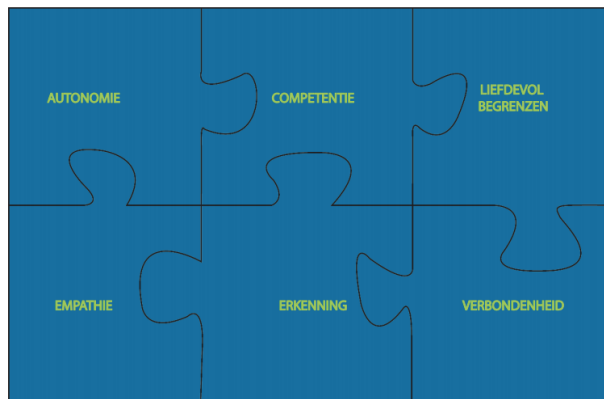 AUTONOMIE
COMPETENTIE
LIEFDEVOL
BEGRENZEN
EMPATHIE
ERKENNING
VERBONDENHEID